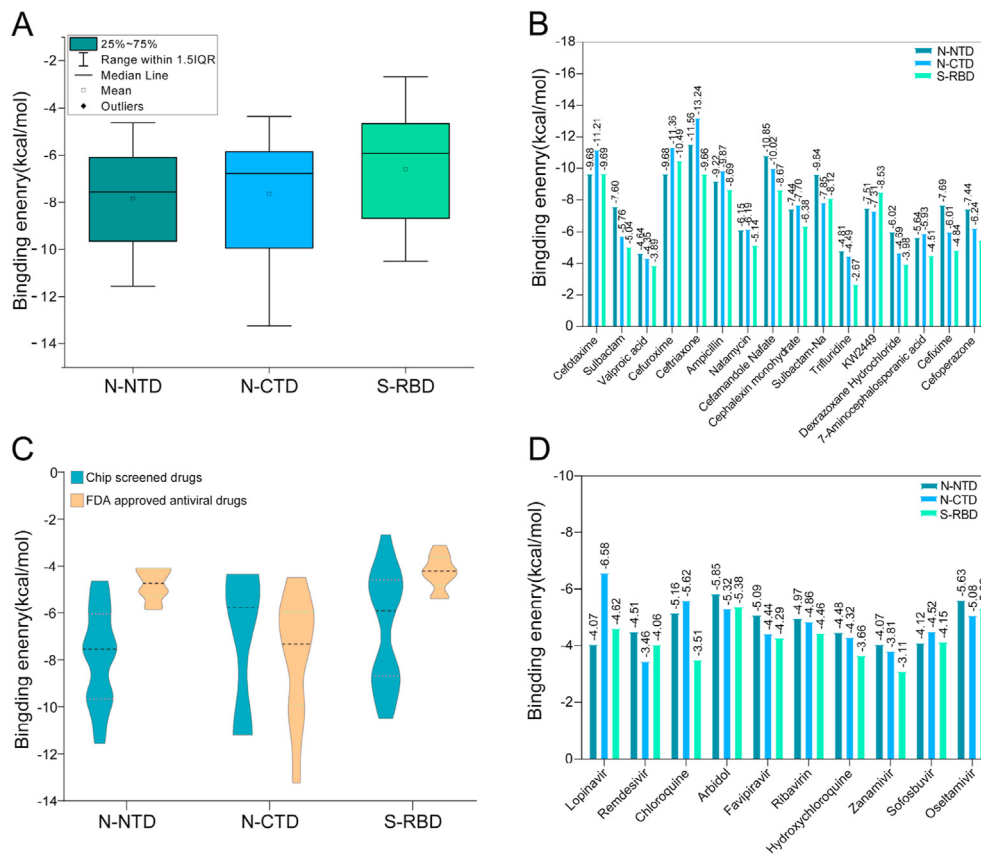 A
25%~75%
Range within 1.5IQR
Median Line
Mean
Outliers
Bingding enenry(kcal/mol)
-2
-4
-6
-8
-10
-12
-14
N-NTD
N-CTD
S-RBD
B
N-NTD
N-CTD
S-RBD
Bingding enenry(kcal/mol)
-18
-16
-14
-12
-10
-8
-6
-4
-2
0
-9.68
-11.21
-9.69
-7.60
-5.76
-5.04
-4.64
-4.35
-3.89
-9.68
-11.36
-10.49
-11.56
-13.24
-9.66
-9.22
-9.87
-8.69
-6.15
-6.19
-5.14
-10.85
-10.02
-8.67
-7.44
-7.70
-6.38
-9.64
-7.85
-8.12
-4.81
-4.49
-2.67
-7.51
-7.31
-8.53
-6.02
-4.69
-3.98
-5.64
-5.93
-4.51
-7.69
-6.01
-4.84
-7.44
-6.24
Cefotaxime
Sulbactam
Valproic acid
Cefuroxime
Ceftriaxone
Ampicillin
Natamycin
Cefamandole Nafate
Cephalexin monohydrate
Sulbactam-Na
Trifluridine
KW2449
Dexrazoxane Hydrochloride
7-Aminocephalosporanic acid
Cefixime
Cefoperazone
C
Chip screened drugs
FDA approved antiviral drugs
Bingding enenry(kcal/mol)
0
-2
-4
-6
-8
-10
-12
-14
N-NTD
N-CTD
S-RBD
D
N-NTD
N-CTD
S-RBD
Bingding enenry(kcal/mol)
-10
-8
-6
-4
-2
0
-4.07
-6.58
-4.62
-4.51
-3.46
-4.06
-5.16
-5.62
-3.51
-5.85
-5.32
-5.38
-5.09
-4.44
-4.29
-4.97
-4.86
-4.46
-4.48
-4.32
-3.66
-4.07
-3.81
-3.11
-4.12
-4.52
-4.15
-5.63
-5.08
Lopinavir
Remdesivir
Chloroquine
Arbidol
Favipiravir
Ribavirin
Hydroxychloroquine
Zanamivir
Sofosbuvir
Oseltamivir